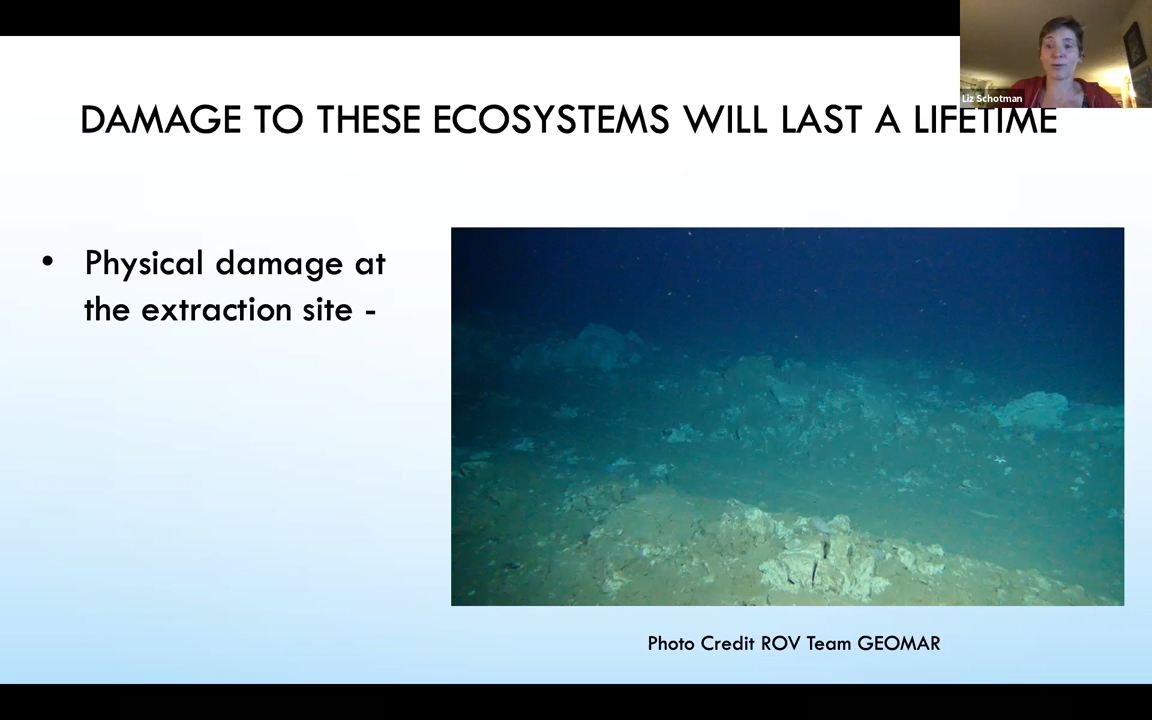 Liz Schotman
DAMAGE TO THESE ECOSYSTEMS WILL LAST A LIFETIME
• Physical damage at
the extraction site -
Photo Credit ROV Team GEOMAR